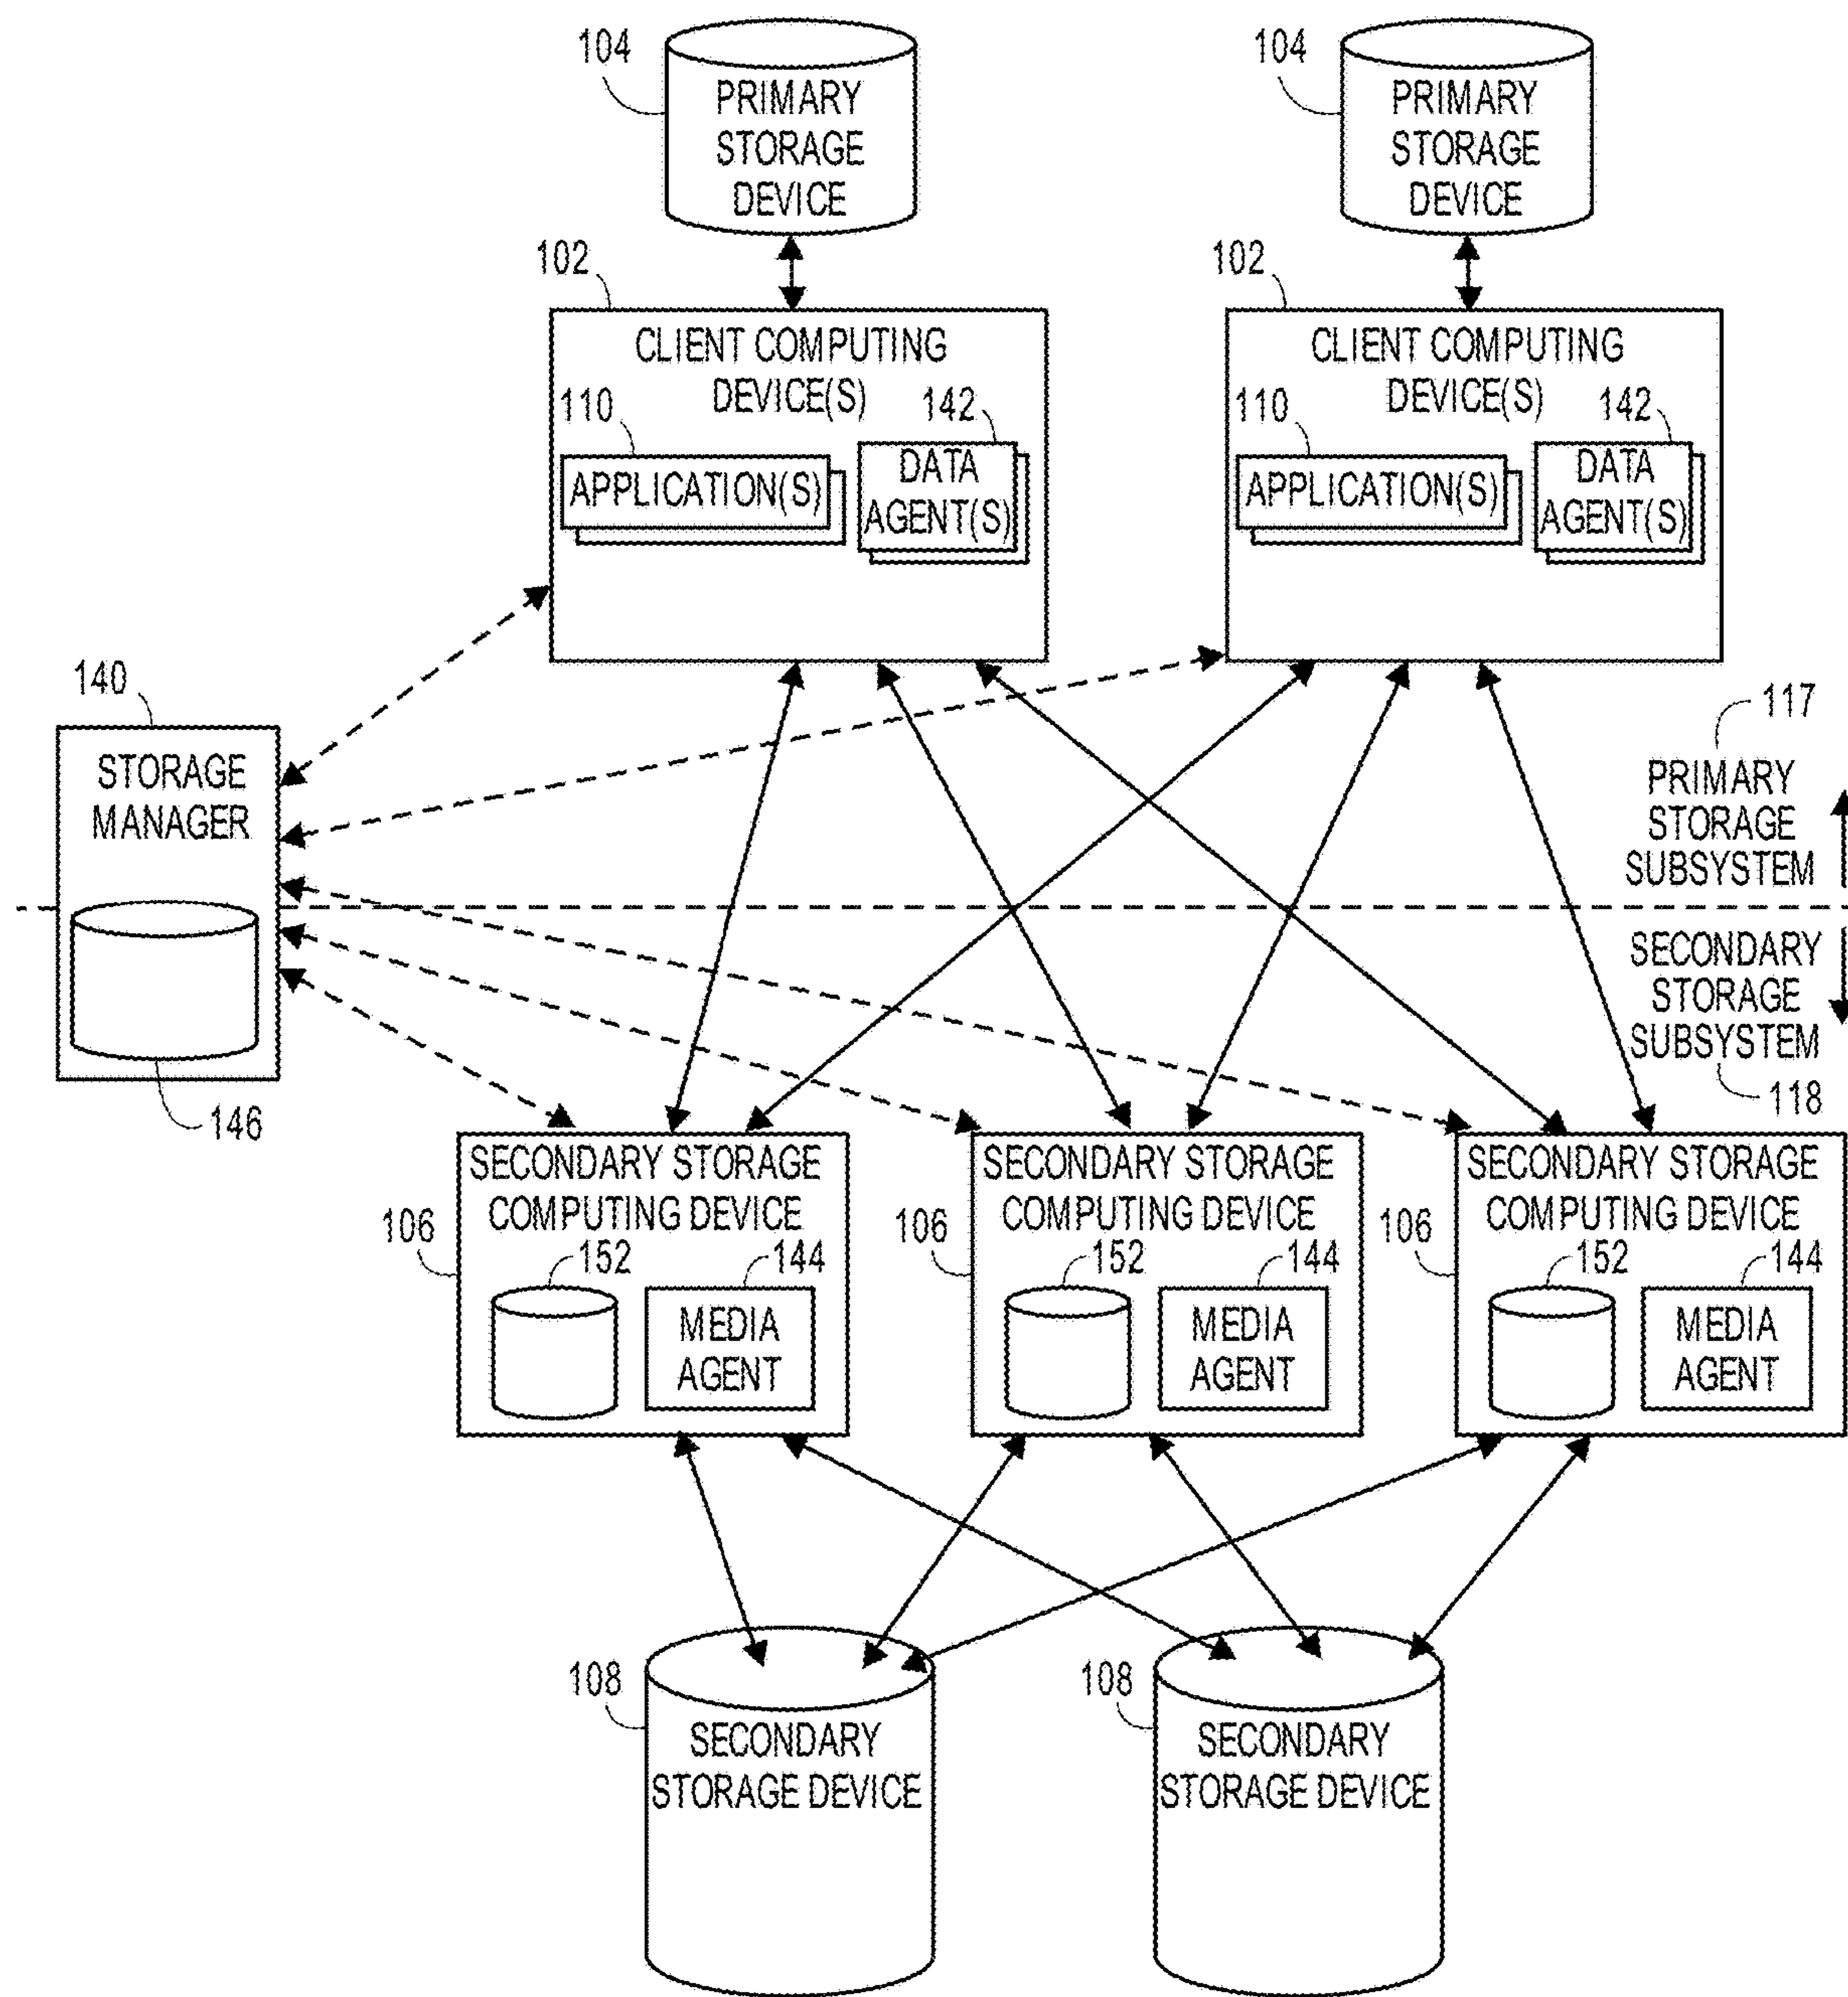 104
PRIMARY
STORAGE
DEVICE
104
PRIMARY
STORAGE
DEVICE
102
CLIENT COMPUTING
DEVICE(S)
110
142
APPLICATION(S)
DATA
AGENT(S)
102
CLIENT COMPUTING
DEVICE(S)
110
142
APPLICATION(S)
DATA
AGENT(S)
140
STORAGE
MANAGER
146
117
PRIMARY
STORAGE
SUBSYSTEM
SECONDARY
STORAGE
SUBSYSTEM
118
106
SECONDARY STORAGE
COMPUTING DEVICE
152
144
MEDIA
AGENT
106
SECONDARY STORAGE
COMPUTING DEVICE
152
144
MEDIA
AGENT
106
SECONDARY STORAGE
COMPUTING DEVICE
152
144
MEDIA
AGENT
108
SECONDARY
STORAGE DEVICE
108
SECONDARY
STORAGE DEVICE